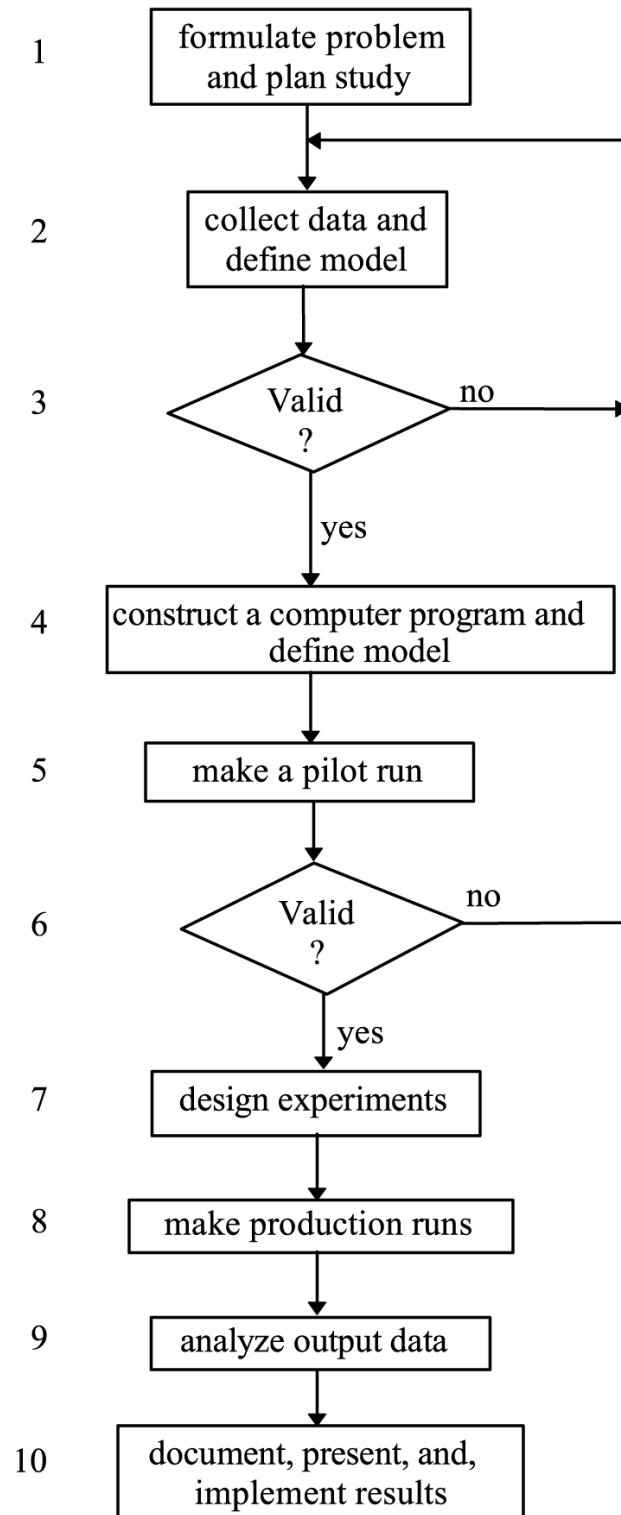 1
formulate problem
and plan study
2
collect data and
define model
3
Valid
?
no
yes
4
construct a computer program and
define model
5
make a pilot run
6
Valid
?
no
yes
7
design experiments
8
make production runs
9
analyze output data
10
document, present, and,
implement results